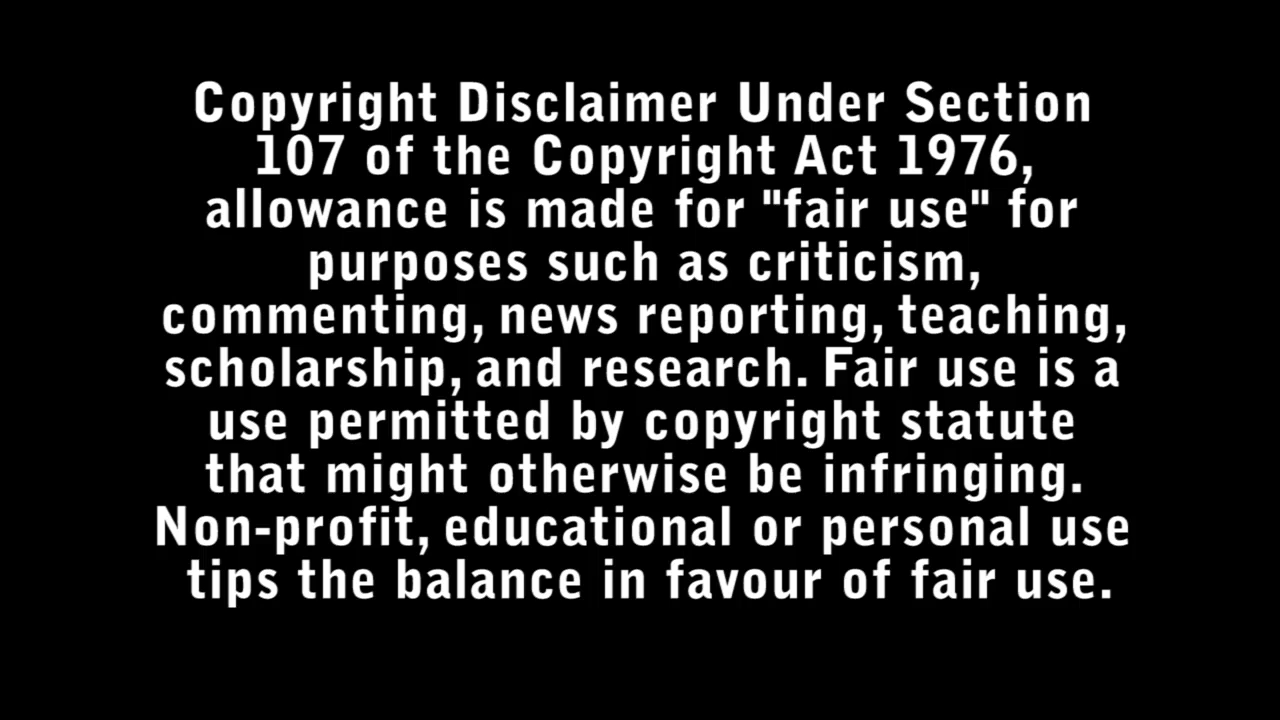 Copyright Disclaimer Under Section
107 of the Copyright Act 1976,
allowance is made for "fair use" for
purposes such as criticism,
commenting, news reporting, teaching,
scholarship, and research. Fair use is a
use permitted by copyright statute
that might otherwise be infringing.
Non-profit, educational or personal use
tips the balance in favour of fair use.